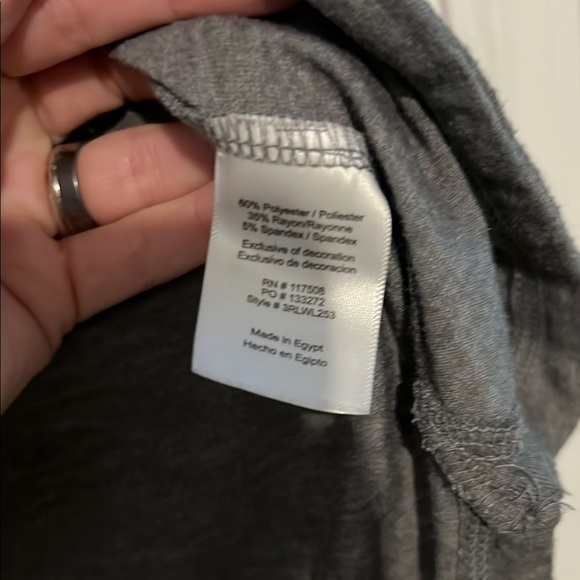 60% Polyester / Poliester
35% Rayon/Rayonne
5% Spandex / Spandex
Exclusive of decoration
Exclusivo de decoracion
RN # 117508
PO # 133272
Style # 3RLWL253
Made in Egypt
Hecho en Egipto